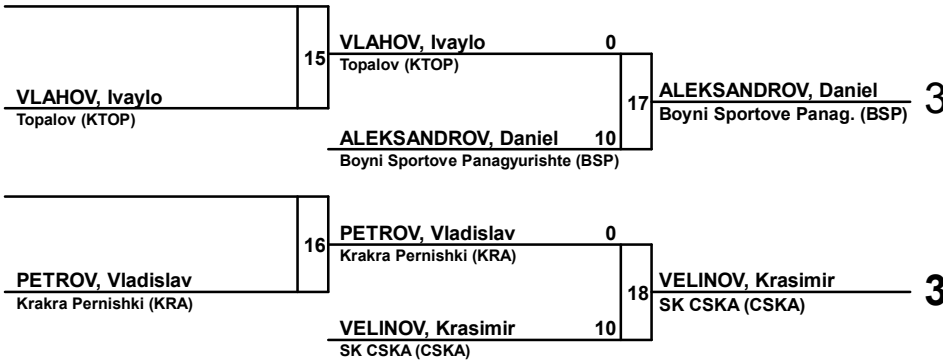 15
VLAHOV, Ivaylo 0
Topalov (KTOP)
VLAHOV, Ivaylo
Topalov (KTOP)
17
ALEKSANDROV, Daniel
Boyni Sportove Panag. (BSP)
3
ALEKSANDROV, Daniel 10
Boyni Sportove Panagyurishte (BSP)
16
PETROV, Vladislav 0
Krakra Pernishki (KRA)
PETROV, Vladislav
Krakra Pernishki (KRA)
18
VELINOV, Krasimir
SK CSKA (CSKA)
3
VELINOV, Krasimir 10
SK CSKA (CSKA)